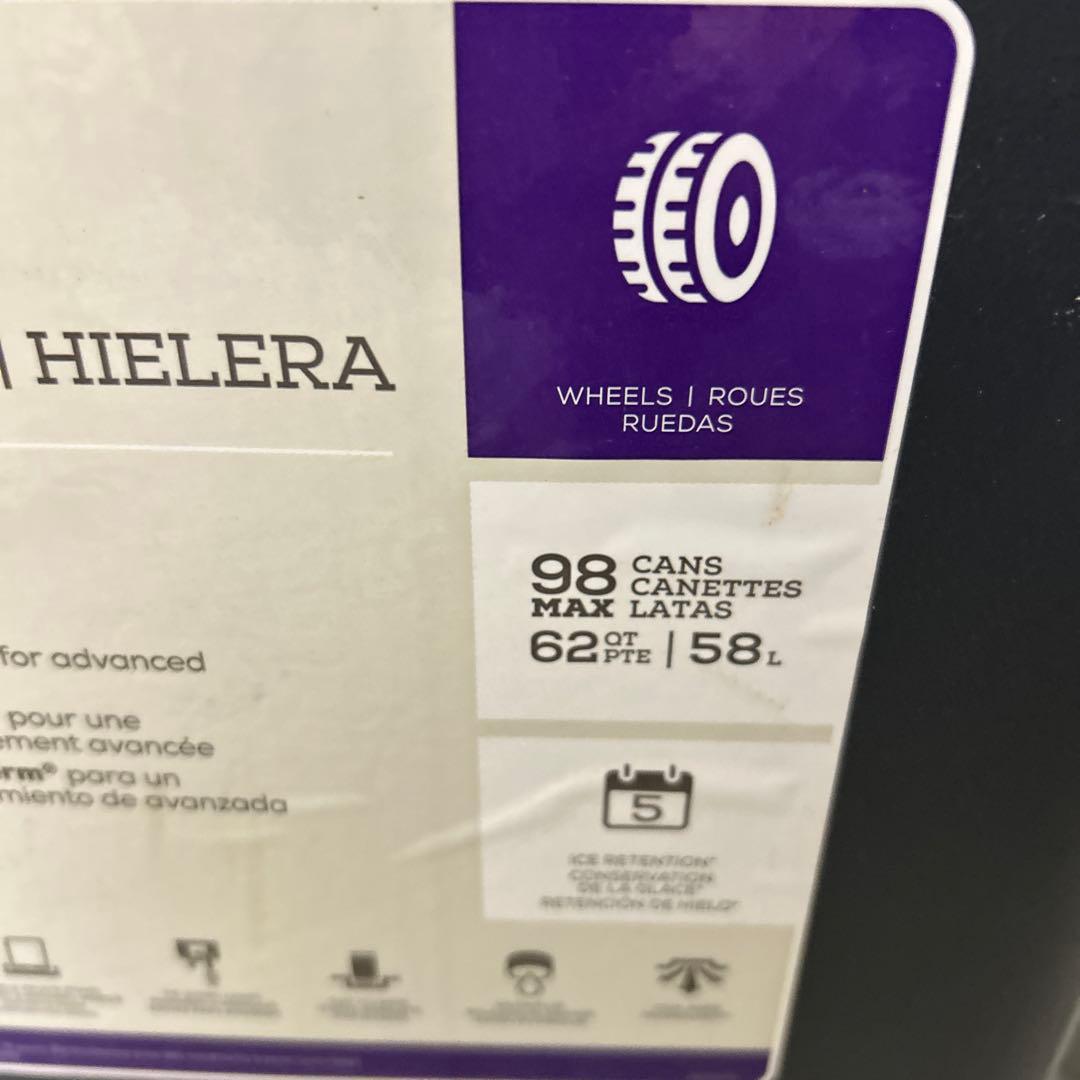 | HIELERA
WHEELS | ROUES
RUEDAS
98 CANS
CANETTES
MAX LATAS
62 QT PTE | 58 L
for advanced
pour une
ement avancée
rm® para un
miento de avanzada
5
ICE RETENTION*
CONSERVATION
DE LA GLACE*
RETENCIÓN DE HIELO*